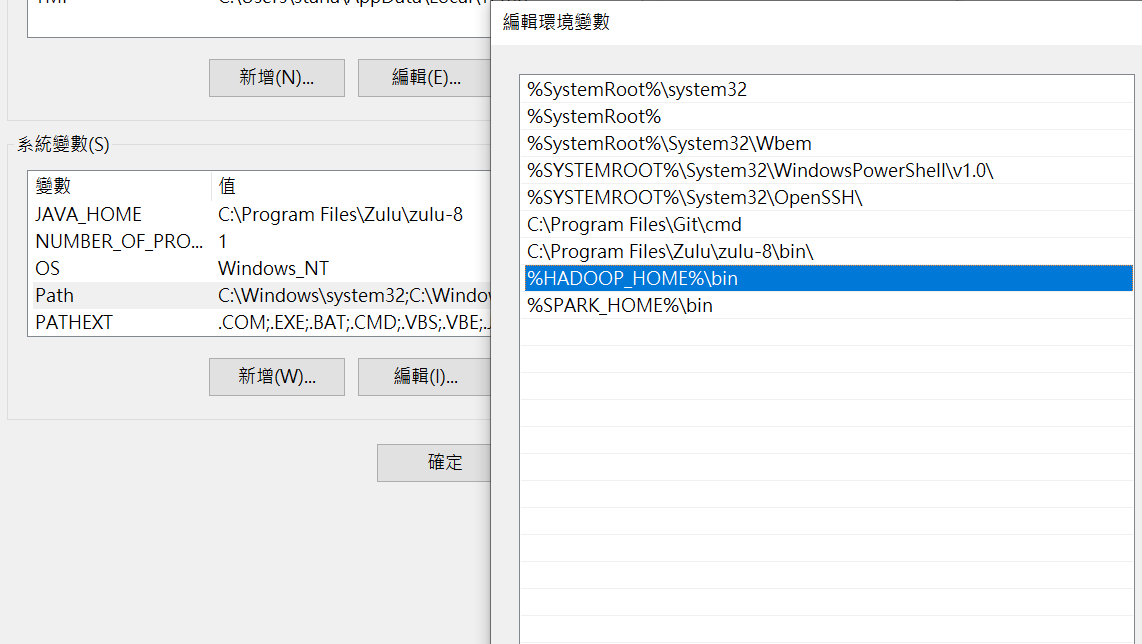 編輯環境變數
新增(N)...
編輯(E)...
系統變數(S)
變數 值
JAVA_HOME C:\Program Files\Zulu\zulu-8
NUMBER_OF_PRO... 1
OS Windows_NT
Path C:\Windows\system32;C:\Windo
PATHEXT .COM;.EXE;.BAT;.CMD;.VBS;.VBE;.
新增(W)...
編輯(I)...
確定
%SystemRoot%\system32
%SystemRoot%
%SystemRoot%\System32\Wbem
%SYSTEMROOT%\System32\WindowsPowerShell\v1.0\
%SYSTEMROOT%\System32\OpenSSH\
C:\Program Files\Git\cmd
C:\Program Files\Zulu\zulu-8\bin\
%HADOOP_HOME%\bin
%SPARK_HOME%\bin